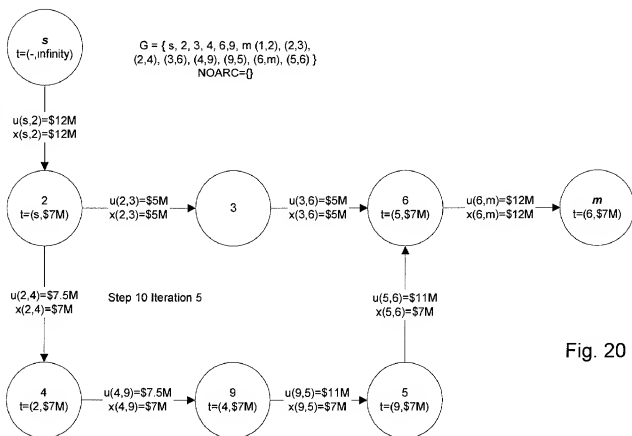 s
t=(-,infinity)
G = { s, 2, 3, 4, 6,9, m (1,2), (2,3),
(2,4), (3,6), (4,9), (9,5), (6,m), (5,6) }
NOARC={}
u(s,2)=$12M
x(s,2)=$12M
2
t=(s,$7M)
u(2,3)=$5M
x(2,3)=$5M
3
u(3,6)=$5M
x(3,6)=$5M
6
t=(5,$7M)
u(6,m)=$12M
x(6,m)=$12M
m
t=(6,$7M)
u(2,4)=$7.5M
x(2,4)=$7M
Step 10 Iteration 5
u(5,6)=$11M
x(5,6)=$7M
Fig. 20
4
t=(2,$7M)
u(4,9)=$7.5M
x(4,9)=$7M
9
t=(4,$7M)
u(9,5)=$11M
x(9,5)=$7M
5
t=(9,$7M)